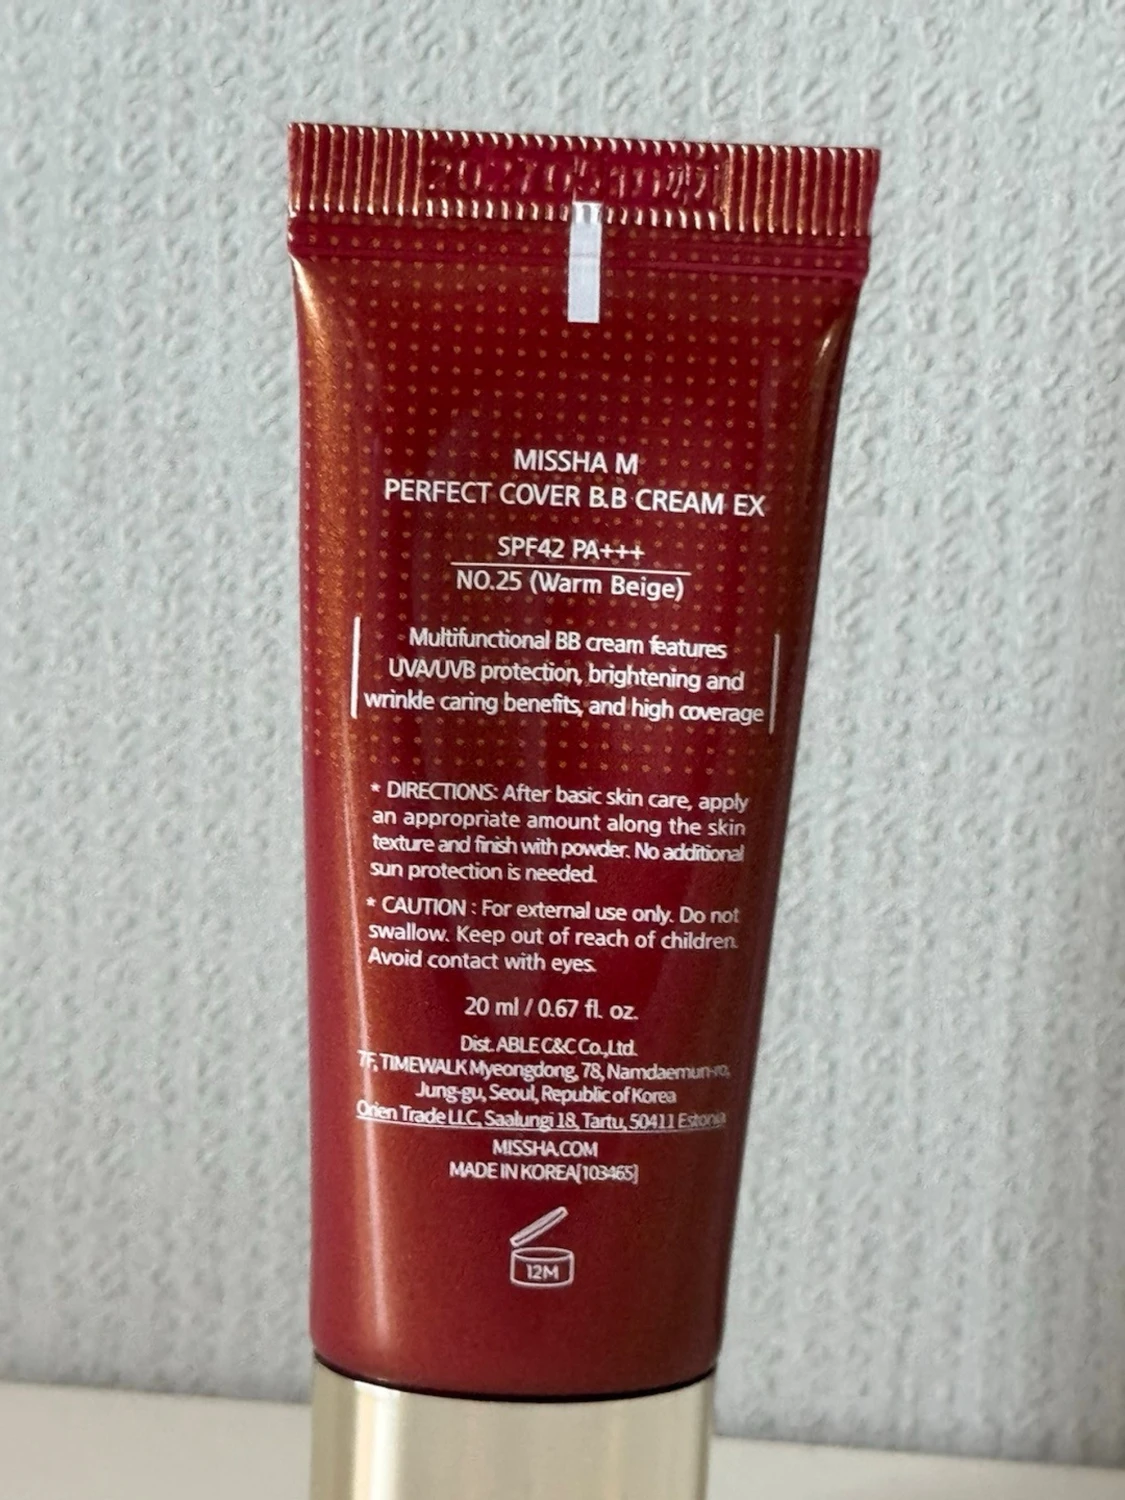 MISSHA M
PERFECT COVER B.B CREAM EX
SPF42 PA+++
NO.25 (Warm Beige)
Multifunctional BB cream features
UVA/UVB protection, brightening and
wrinkle caring benefits, and high coverage
* DIRECTIONS: After basic skin care, apply
an appropriate amount along the skin
texture and finish with powder. No additional
sun protection is needed.
* CAUTION : For external use only. Do not
swallow. Keep out of reach of children.
Avoid contact with eyes.
20 ml / 0.67 fl. oz.
Dist. ABLE C&C Co.,Ltd.
7F, TIMEWALK Myeongdong, 78, Namdaemun-ro,
Jung-gu, Seoul, Republic of Korea
Orien Trade LLC, Saalungi 18, Tartu, 50411 Estonia
MISSHA.COM
MADE IN KOREA[103465]
12M